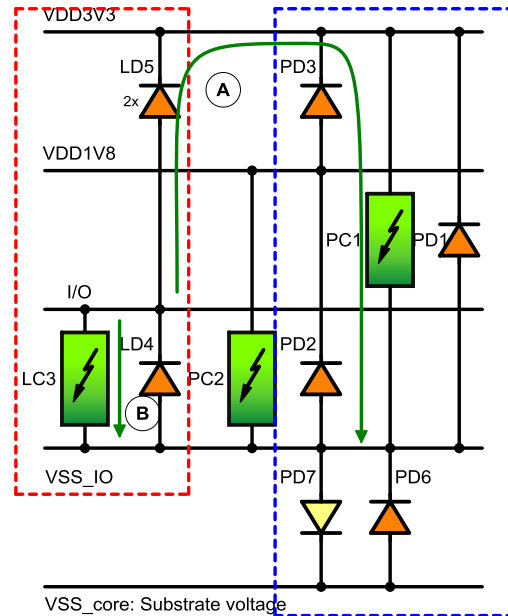 VDD3V3
LD5
PD3
A
2x
VDD1V8
PC1
PD1
I/O
LD4
PD2
LC3
PC2
B
VSS_IO
PD7
PD6
VSS_core: Substrate voltage